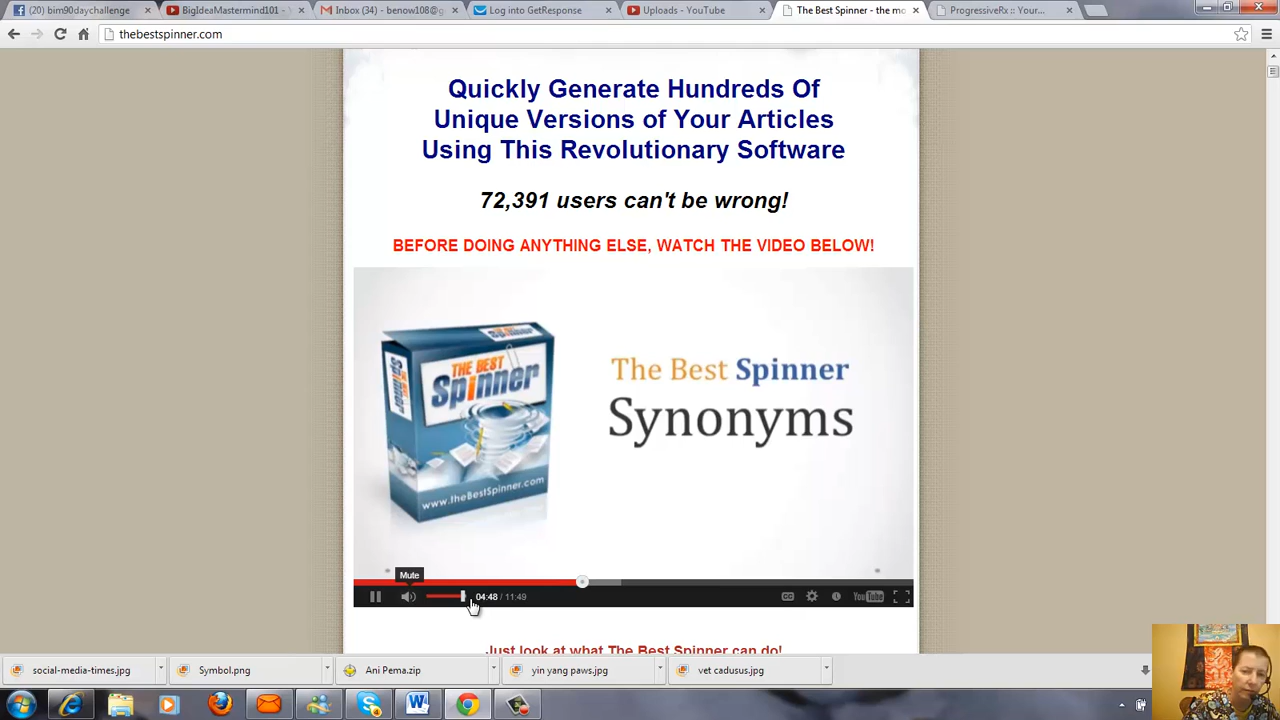 (20) bim90daychallenge
BigIdeaMastermind101 -
Inbox (34) - benow108@g
Log into GetResponse
Uploads - YouTube
The Best Spinner - the mo
ProgressiveRx :: Your...
thebestspinner.com
Quickly Generate Hundreds Of
Unique Versions of Your Articles
Using This Revolutionary Software
72,391 users can't be wrong!
BEFORE DOING ANYTHING ELSE, WATCH THE VIDEO BELOW!
THE BEST
Spinner
www.theBestSpinner.com
The Best Spinner
Synonyms
Mute
04:48 / 11:49
CC
YouTube
Just look at what The Best Spinner can do!
social-media-times.jpg
Symbol.png
Ani Pema.zip
yin yang paws.jpg
vet cadusus.jpg